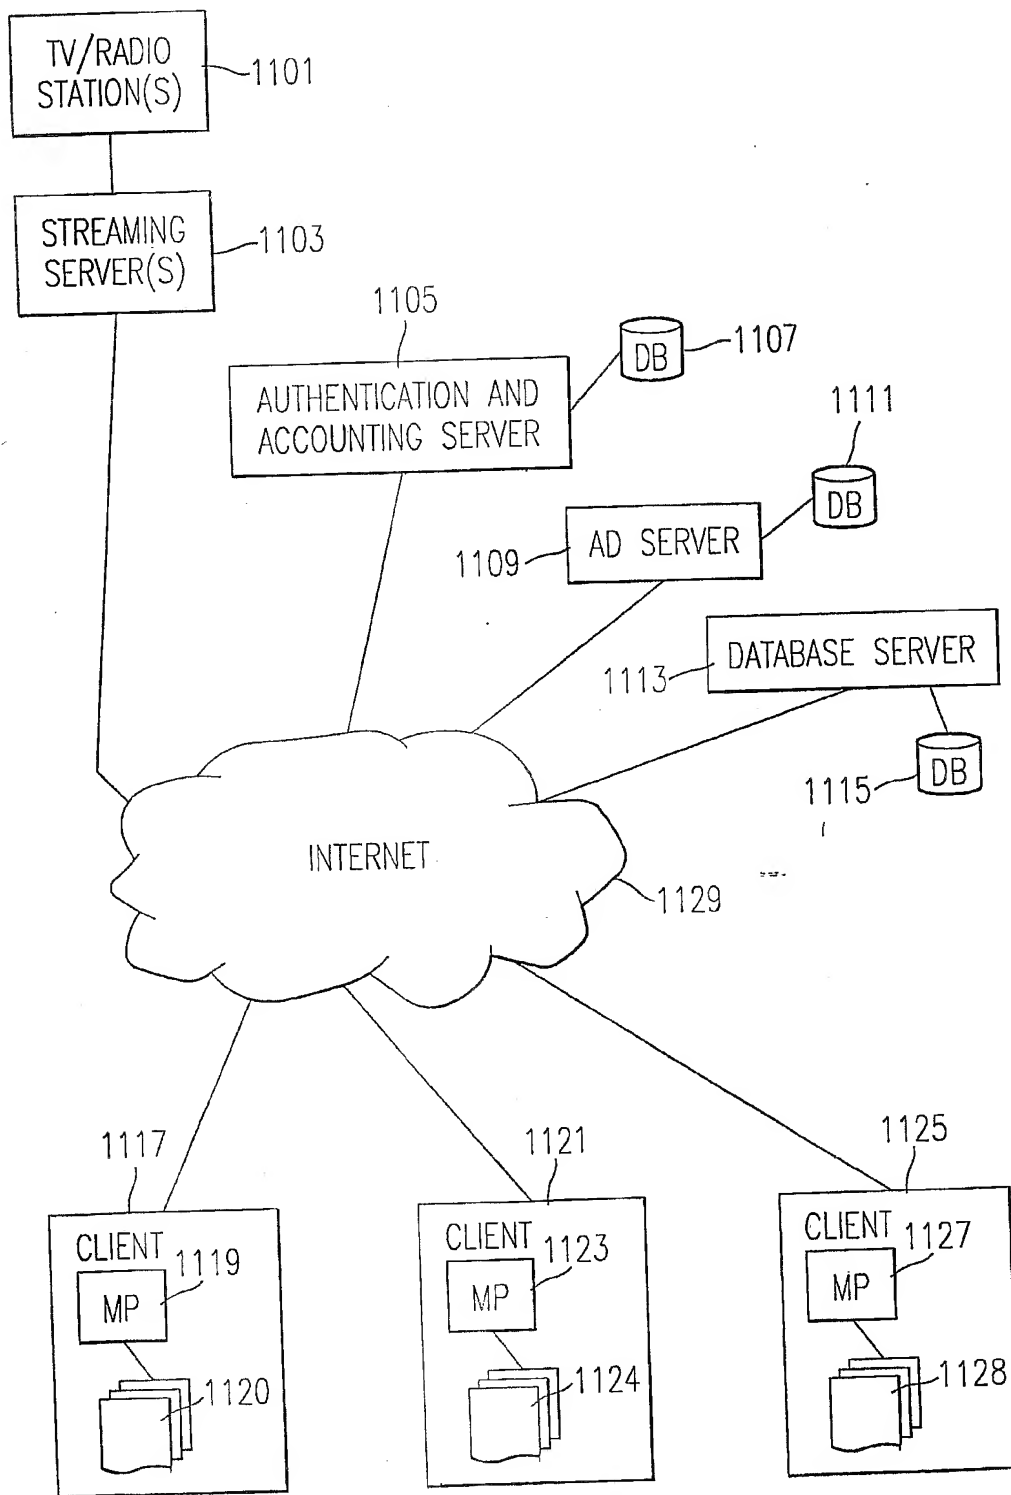 TV/RADIO
STATION(S)
1101
STREAMING
SERVER(S)
1103
1105
AUTHENTICATION AND
ACCOUNTING SERVER
DB
1107
1111
DB
AD SERVER
1109
DATABASE SERVER
1113
DB
1115
INTERNET
1129
1117
CLIENT
1119
MP
1120
1121
CLIENT
1123
MP
1124
1125
CLIENT
1127
MP
1128